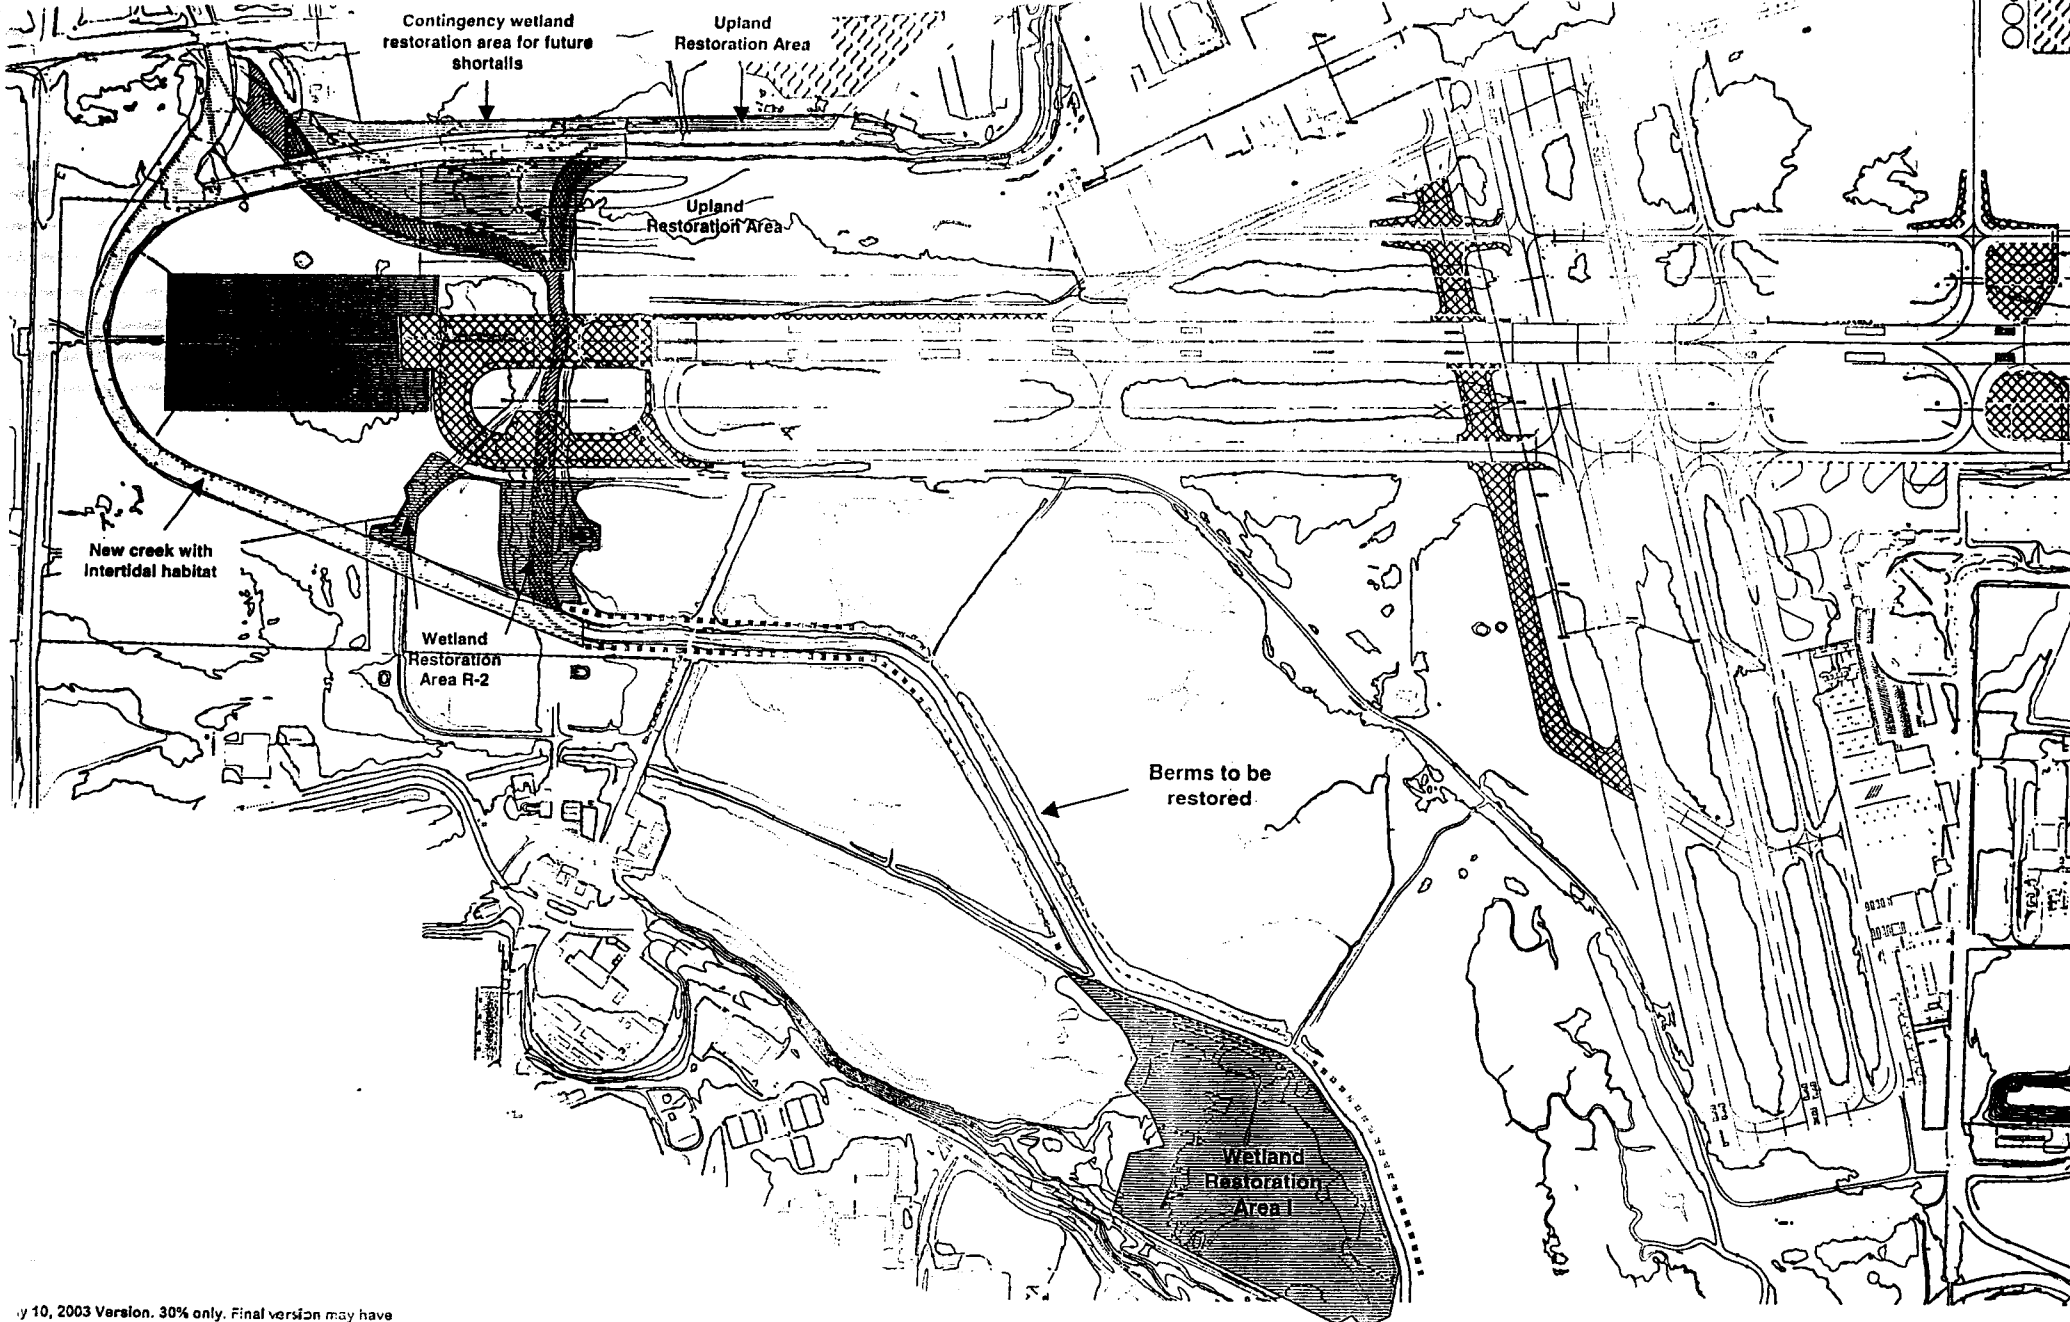 Contingency wetland
restoration area for future
shortalls
Upland
Restoration Area
Upland
Restoration Area
New creek with
intertidal habitat
Wetland
Restoration
Area R-2
Berms to be
restored
Wetland
Restoration
Area I
y 10, 2003 Version. 30% only. Final version may have